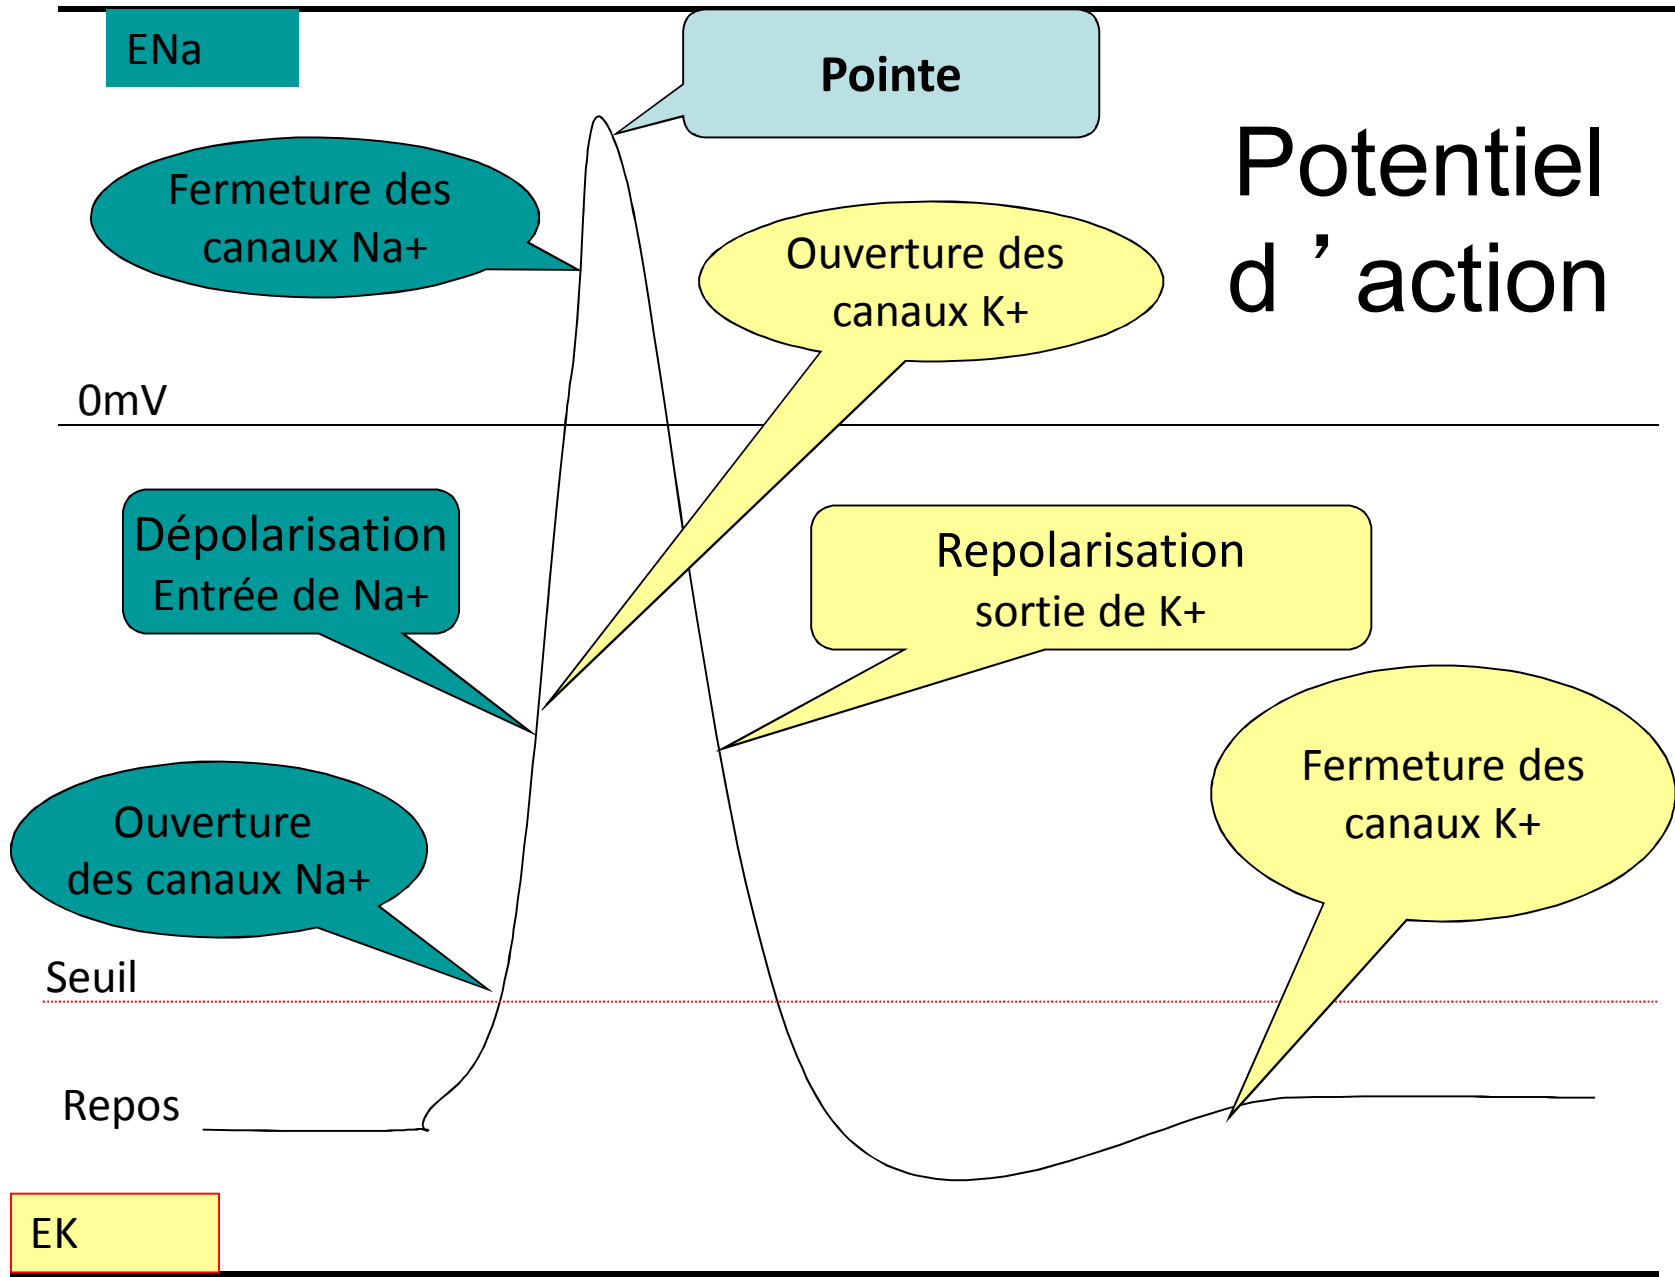 ENa
Pointe
Potentiel
d ’ action
Fermeture des
canaux Na+
Ouverture des
canaux K+
0mV
Dépolarisation
Entrée de Na+
Repolarisation
sortie de K+
Fermeture des
canaux K+
Ouverture
des canaux Na+
Seuil
Repos
EK